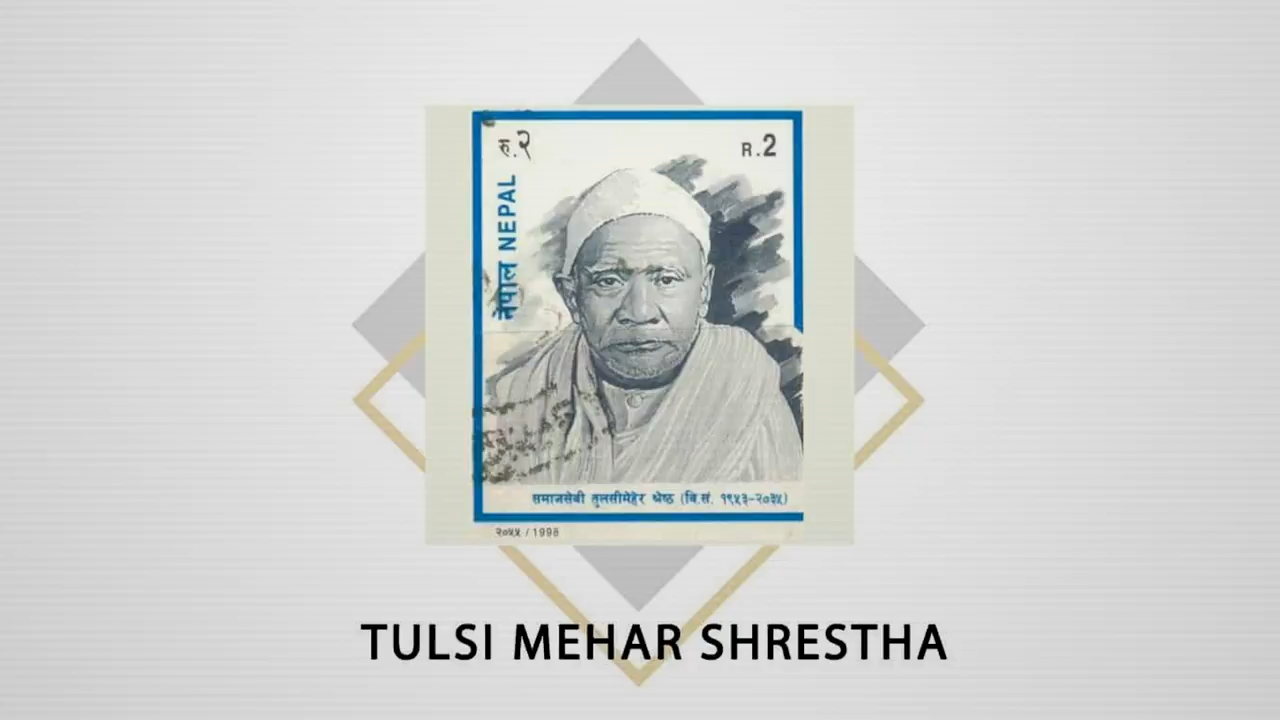 रु.२
R.2
नेपाल NEPAL
समाजसेवी तुलसीमेहेर श्रेष्ठ (वि.सं. १९५३-२०३५)
२०५५ / 1998
TULSI MEHAR SHRESTHA